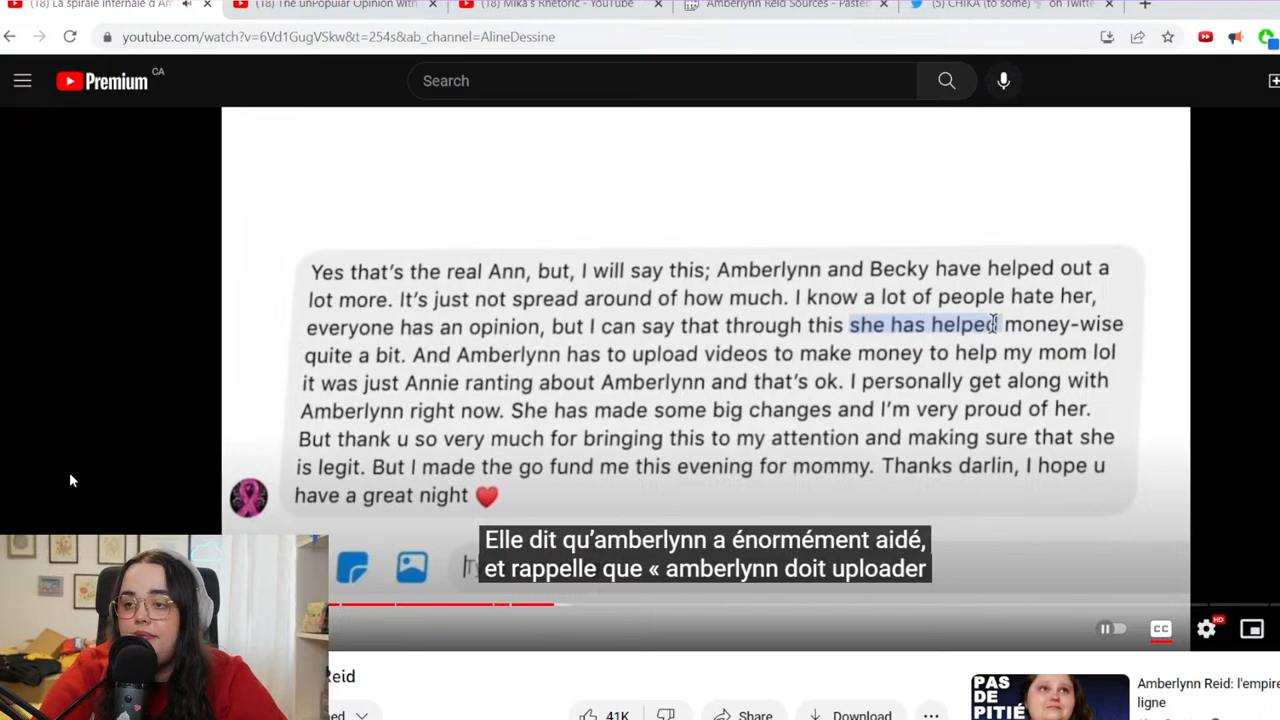 (18) La spirale infernale d'Am
(18) The unPopular Opinion with
(18) Mika's Rhetoric - YouTube
Amberlynn Reid Sources - Pasteb
(5) CHIKA (to some) on Twitte
youtube.com/watch?v=6Vd1GugVSkw&t=254s&ab_channel=AlineDessine
Premium CA
Search
Yes that's the real Ann, but, I will say this; Amberlynn and Becky have helped out a
lot more. It's just not spread around of how much. I know a lot of people hate her,
everyone has an opinion, but I can say that through this she has helped money-wise
quite a bit. And Amberlynn has to upload videos to make money to help my mom lol
it was just Annie ranting about Amberlynn and that's ok. I personally get along with
Amberlynn right now. She has made some big changes and I'm very proud of her.
But thank u so very much for bringing this to my attention and making sure that she
is legit. But I made the go fund me this evening for mommy. Thanks darlin, I hope u
have a great night ❤
Elle dit qu'amberlynn a énormément aidé,
et rappelle que « amberlynn doit uploader
CC
HD
Reid
41K
Share
Download
PAS
DE
PITIÉ
Amberlynn Reid: l'empire
ligne